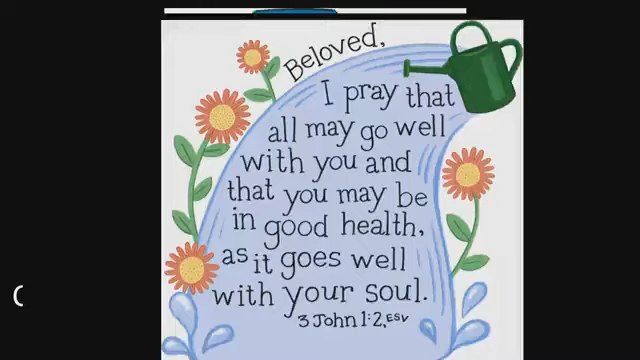 Beloved,
I pray that
all may go well
with you and
that you may be
in good health,
as it goes well
with your soul.
3 John 1:2, ESV